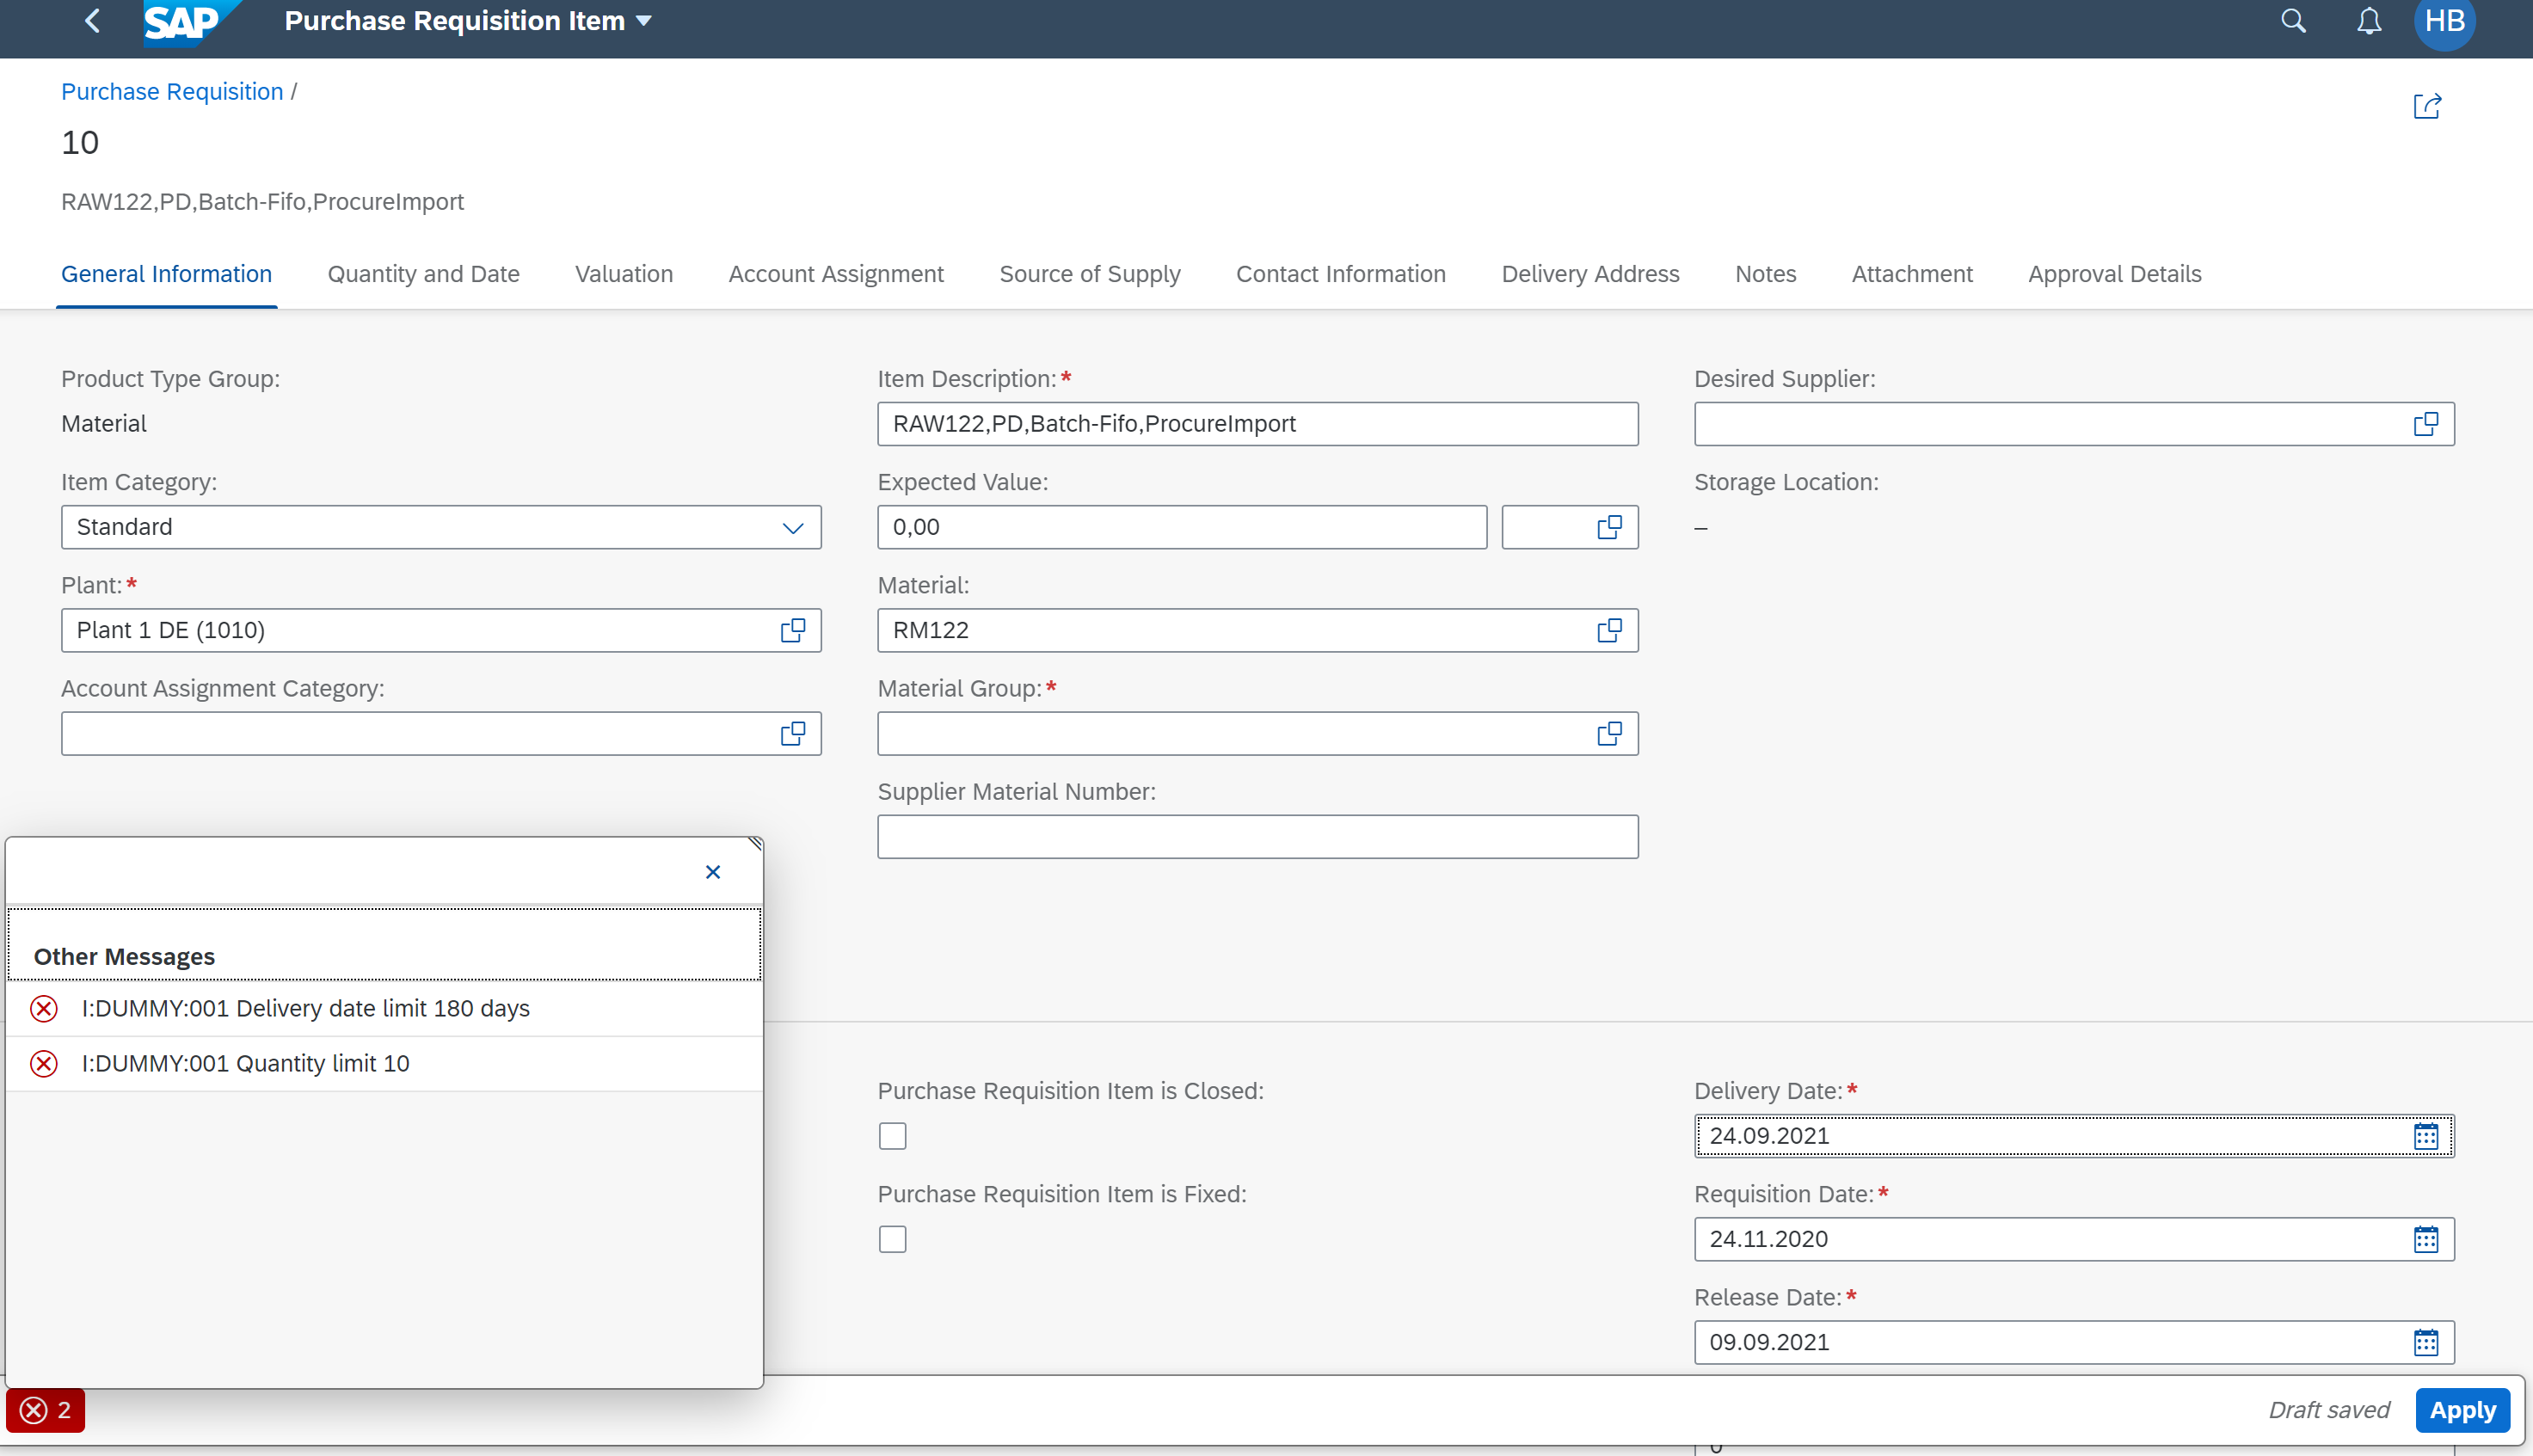 SAP
Purchase Requisition Item
HB
Purchase Requisition /
10
RAW122,PD,Batch-Fifo,ProcureImport
General Information
Quantity and Date
Valuation
Account Assignment
Source of Supply
Contact Information
Delivery Address
Notes
Attachment
Approval Details
Product Type Group:
Material
Item Category:
Standard
Plant:*
Plant 1 DE (1010)
Account Assignment Category:
Item Description:*
RAW122,PD,Batch-Fifo,ProcureImport
Expected Value:
0,00
Material:
RM122
Material Group:*
Supplier Material Number:
Desired Supplier:
Storage Location:
–
Other Messages
I:DUMMY:001 Delivery date limit 180 days
I:DUMMY:001 Quantity limit 10
Purchase Requisition Item is Closed:
Purchase Requisition Item is Fixed:
Delivery Date:*
24.09.2021
Requisition Date:*
24.11.2020
Release Date:*
09.09.2021
2
Draft saved
Apply